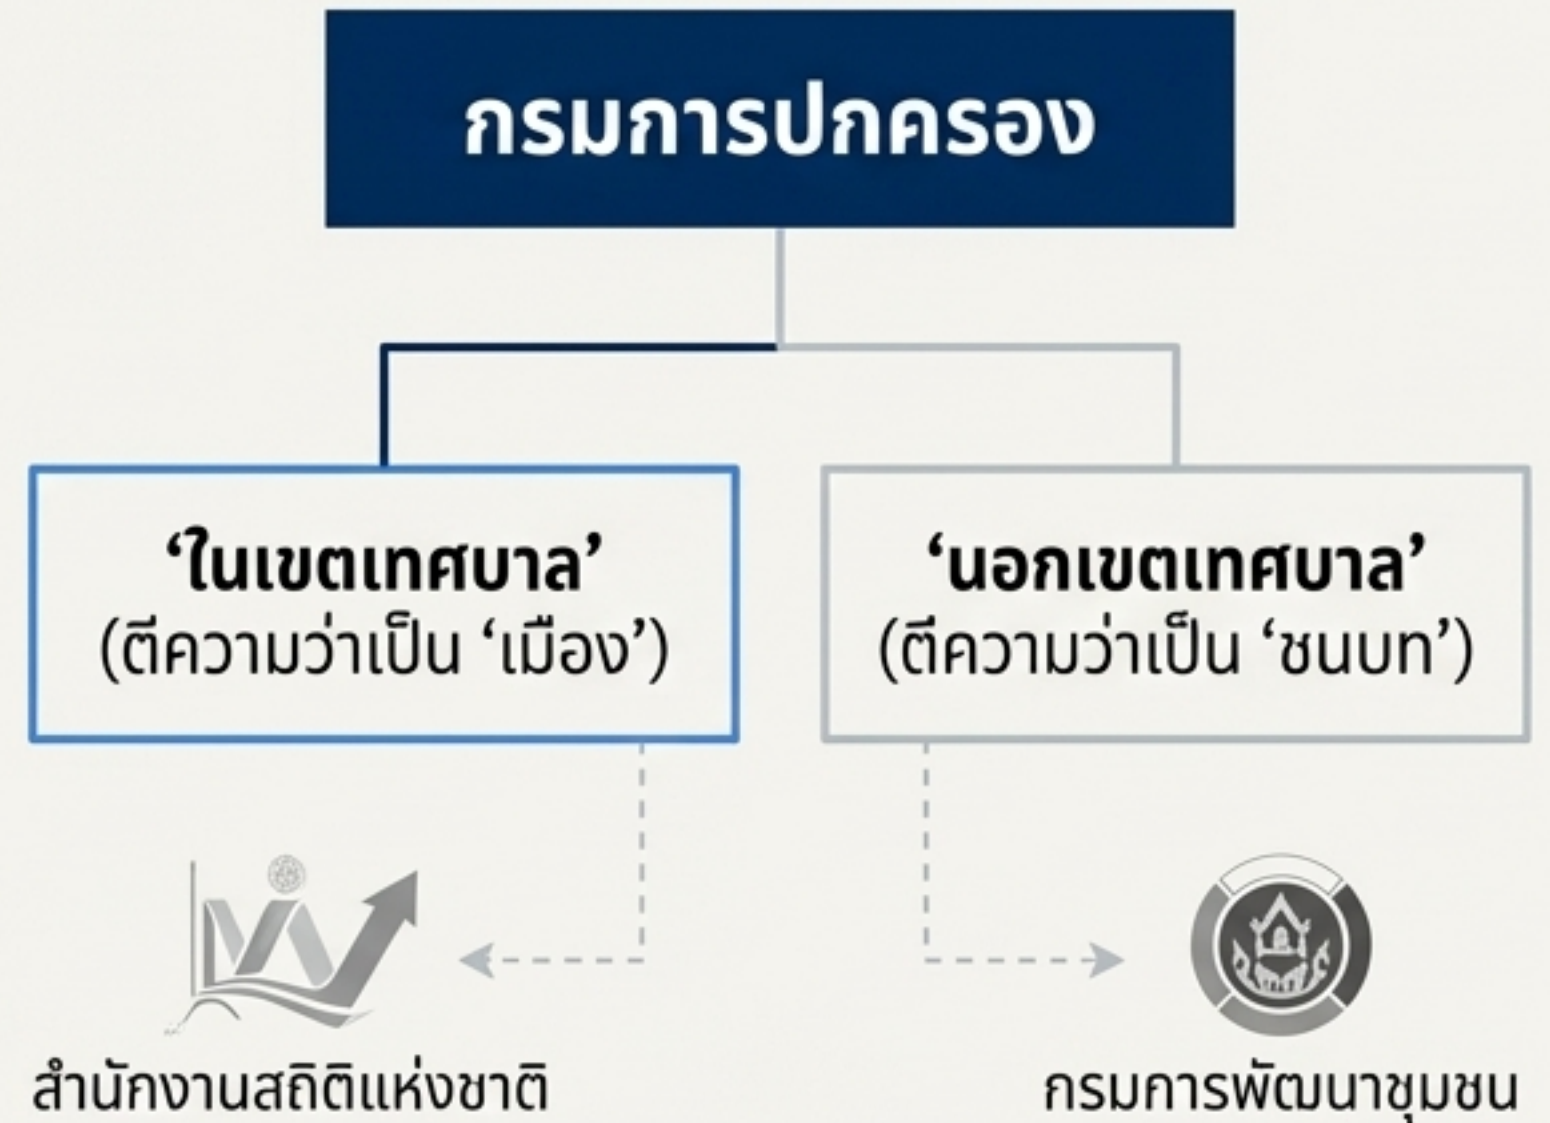 กรมการปกครอง
‘ในเขตเทศบาล’
(ตีความว่าเป็น ‘เมือง’)
‘นอกเขตเทศบาล’
(ตีความว่าเป็น ‘ชนบท’)
สำนักงานสถิติแห่งชาติ
กรมการพัฒนาชุมชน